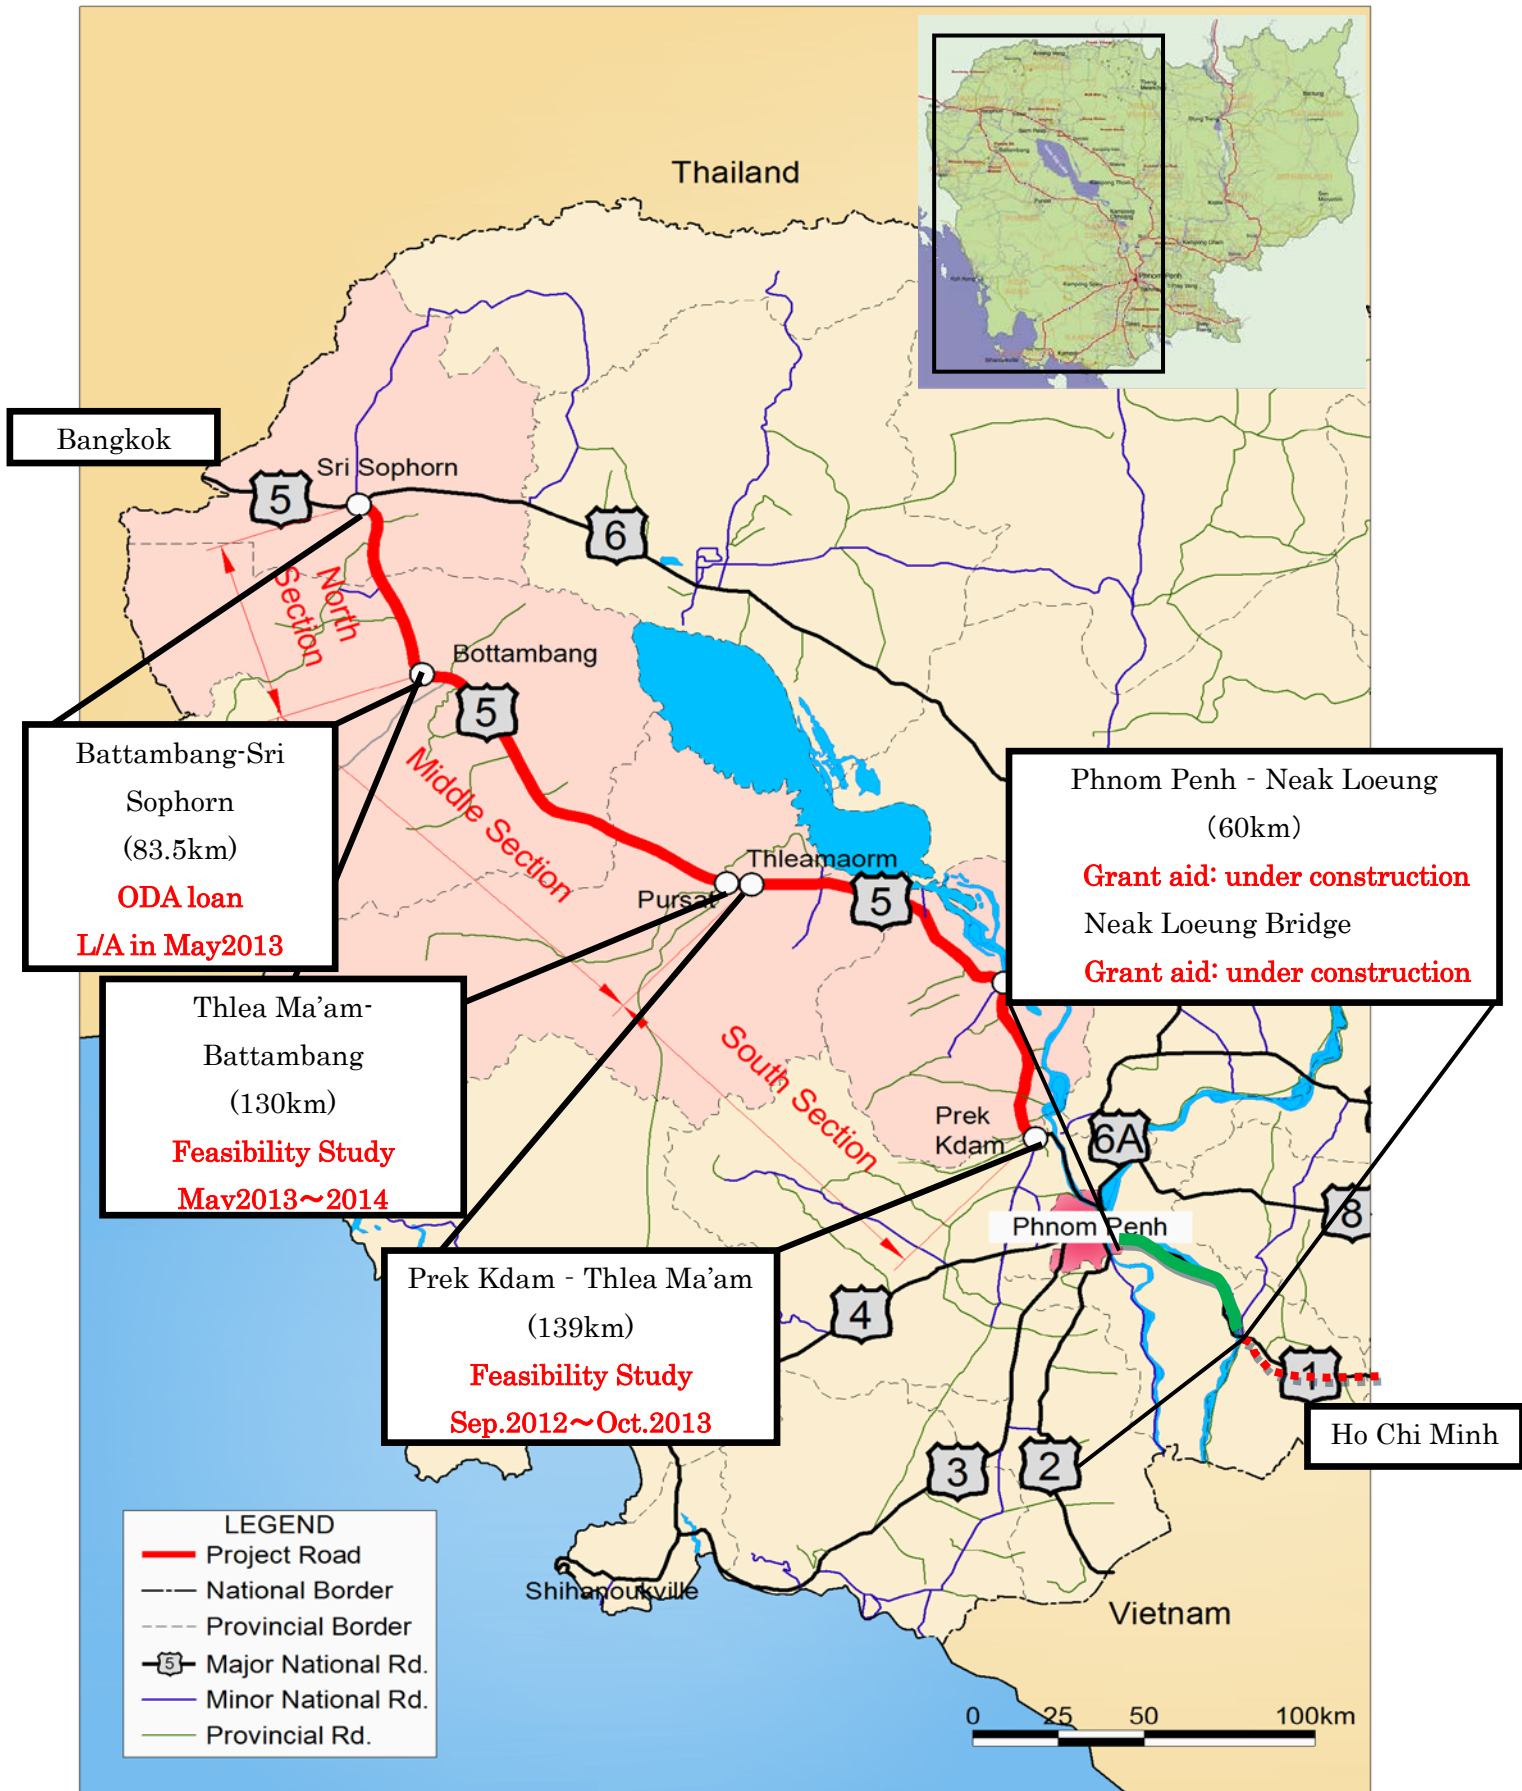 Thailand
Bangkok
Sri Sophorn
5
6
North
Section
Bottambang
5
Middle Section
Battambang-Sri
Sophorn
(83.5km)
ODA loan
L/A in May2013
Phnom Penh - Neak Loeung
(60km)
Grant aid: under construction
Neak Loeung Bridge
Grant aid: under construction
Thleamaorm
Pursat
5
Thlea Ma’am-
Battambang
(130km)
Feasibility Study
May2013～2014
South Section
Prek
Kdam
6A
8
Phnom Penh
Prek Kdam - Thlea Ma’am
(139km)
Feasibility Study
Sep.2012～Oct.2013
4
1
Ho Chi Minh
3
2
Shihanoukville
Vietnam
LEGEND
Project Road
National Border
Provincial Border
5 Major National Rd.
Minor National Rd.
Provincial Rd.
0 25 50 100km